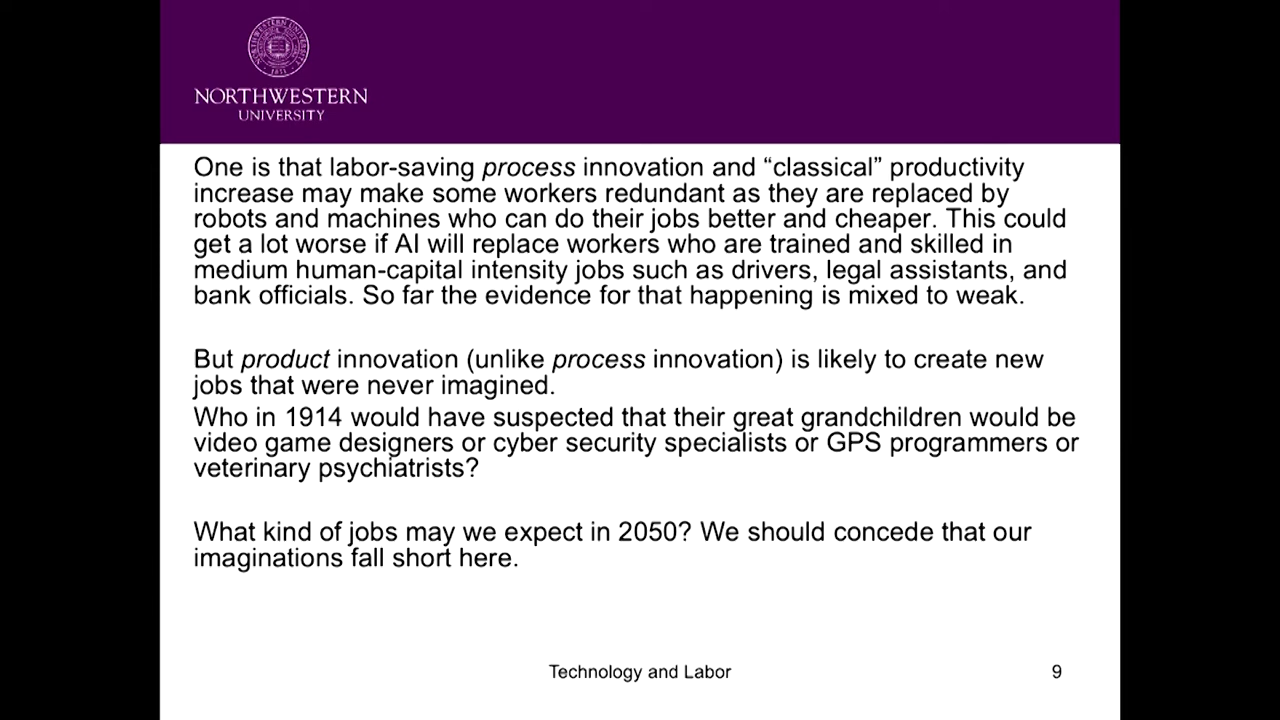 NORTHWESTERN
UNIVERSITY
One is that labor-saving process innovation and “classical” productivity
increase may make some workers redundant as they are replaced by
robots and machines who can do their jobs better and cheaper. This could
get a lot worse if AI will replace workers who are trained and skilled in
medium human-capital intensity jobs such as drivers, legal assistants, and
bank officials. So far the evidence for that happening is mixed to weak.
But product innovation (unlike process innovation) is likely to create new
jobs that were never imagined.
Who in 1914 would have suspected that their great grandchildren would be
video game designers or cyber security specialists or GPS programmers or
veterinary psychiatrists?
What kind of jobs may we expect in 2050? We should concede that our
imaginations fall short here.
Technology and Labor
9